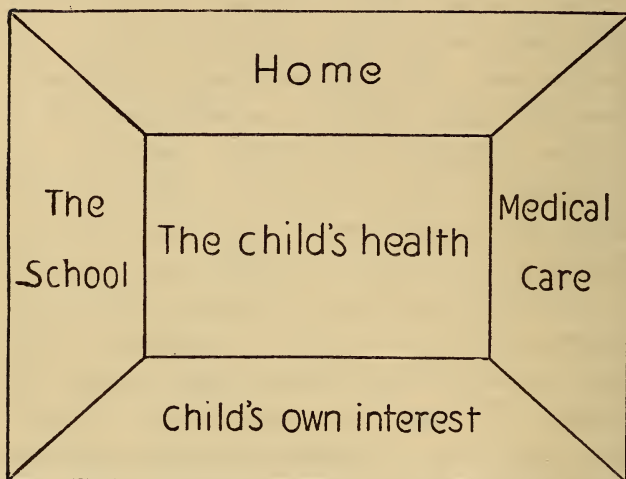 Home
The
School
The child's health
Medical
Care
Child's own interest